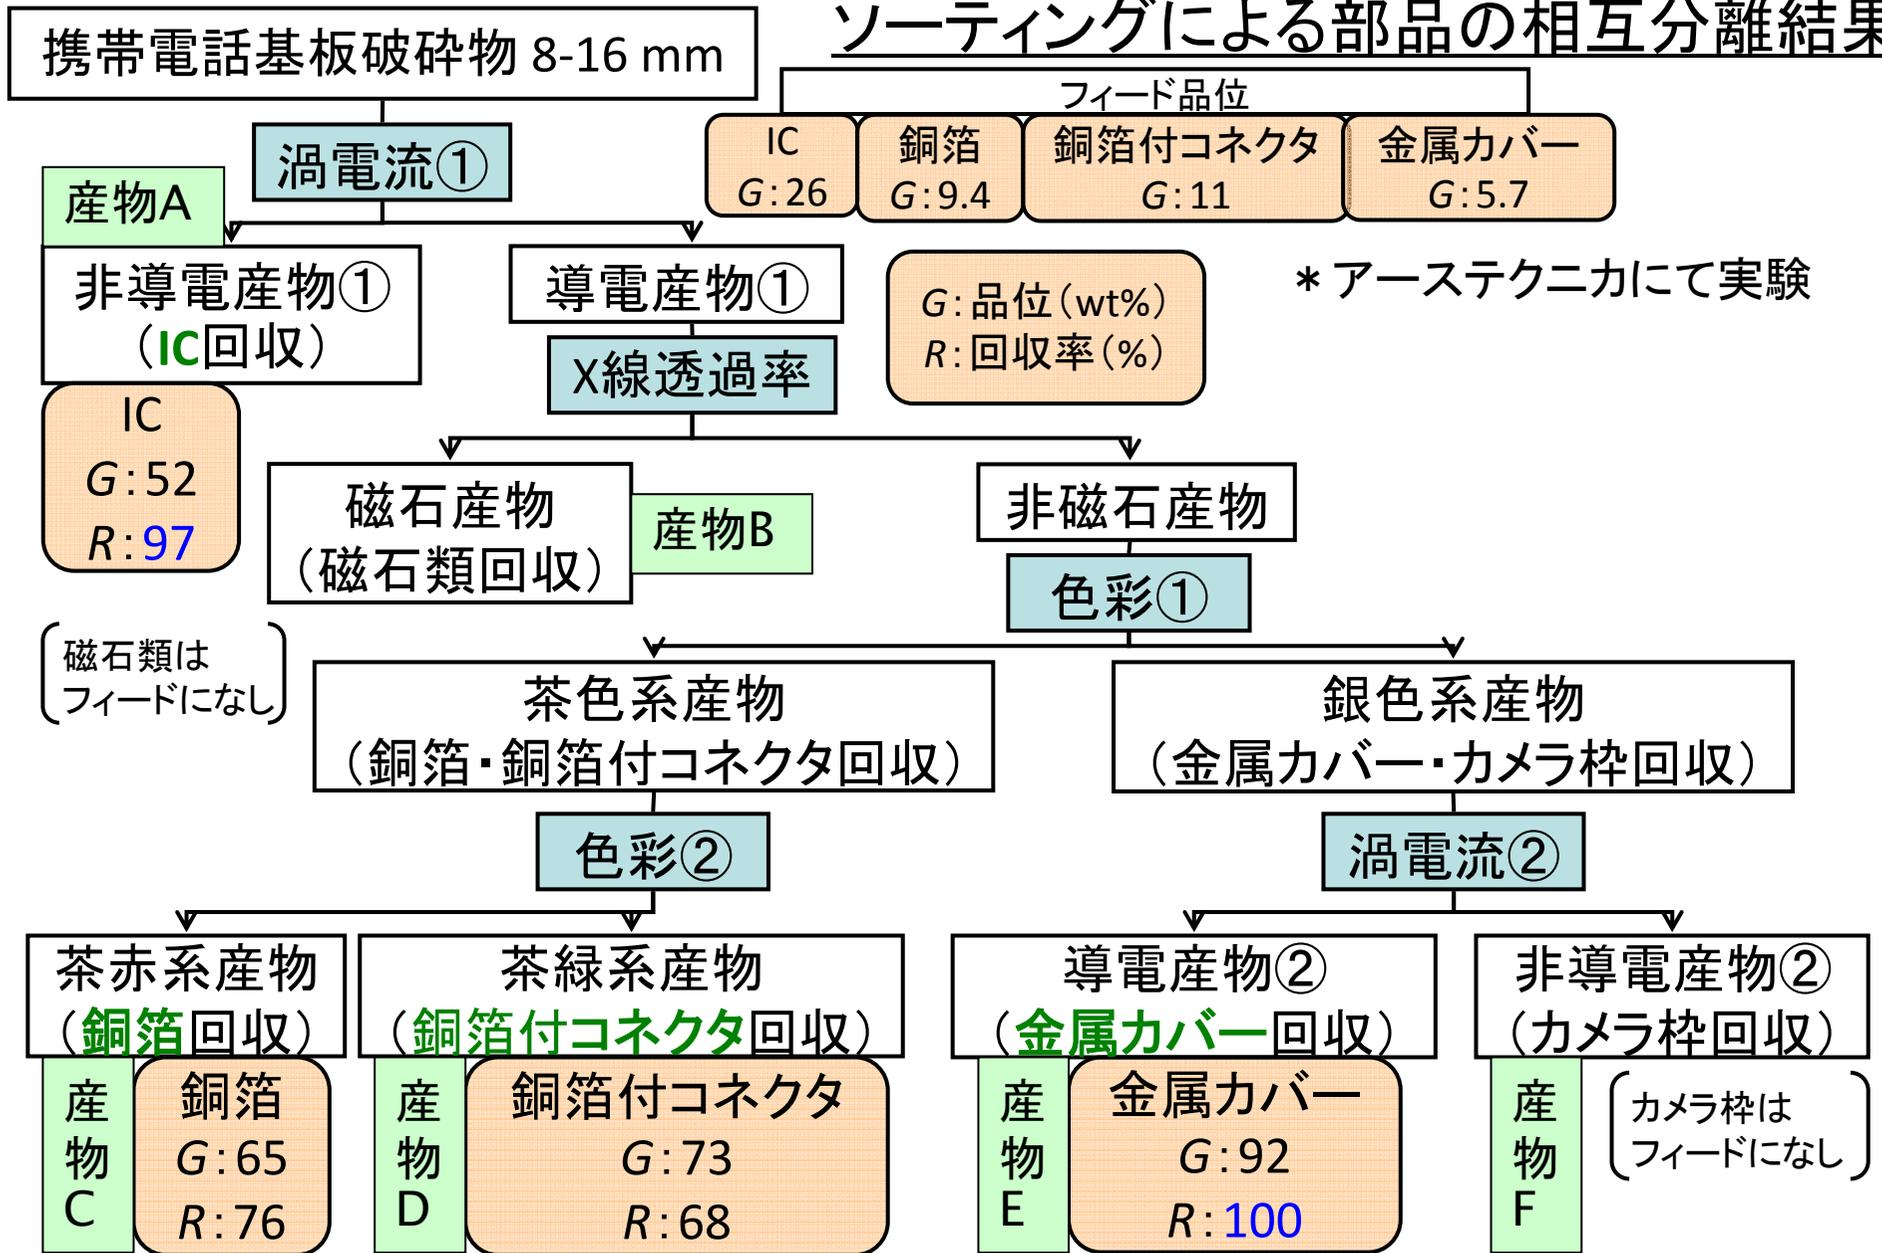 ソーティングによる部品の相互分離結果
携帯電話基板破砕物 8-16 mm
フィード品位
IC
G:26
銅箔
G:9.4
銅箔付コネクタ
G:11
金属カバー
G:5.7
渦電流①
産物A
非導電産物①
（IC回収）
導電産物①
G:品位（wt%）
R:回収率（%）
＊アーステクニカにて実験
X線透過率
IC
G:52
R:97
磁石産物
（磁石類回収）
産物B
非磁石産物
色彩①
磁石類は
フィードになし
茶色系産物
（銅箔・銅箔付コネクタ回収）
銀色系産物
（金属カバー・カメラ枠回収）
色彩②
渦電流②
茶赤系産物
（銅箔回収）
茶緑系産物
（銅箔付コネクタ回収）
導電産物②
（金属カバー回収）
非導電産物②
（カメラ枠回収）
産
物
C
銅箔
G:65
R:76
産
物
D
銅箔付コネクタ
G:73
R:68
産
物
E
金属カバー
G:92
R:100
産
物
F
カメラ枠は
フィードになし